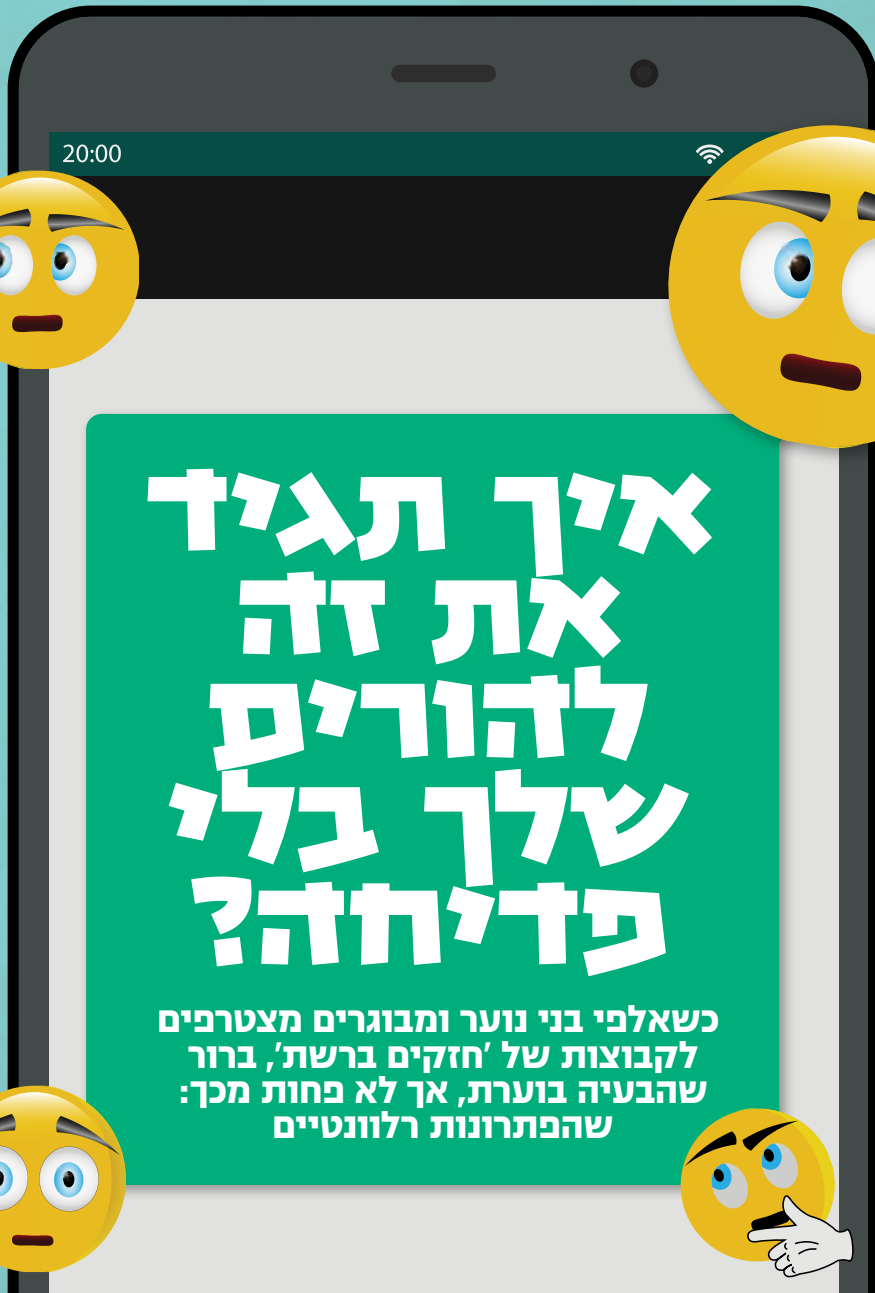 20:00
איך תגיד
את זה
להורים
שלך בלי
פדיחה?
כשאלפי בני נוער ומבוגרים מצטרפים
לקבוצות של 'חזקים ברשת', ברור
שהבעיה בוערת, אך לא פחות מכך:
שהפתרונות רלוונטיים